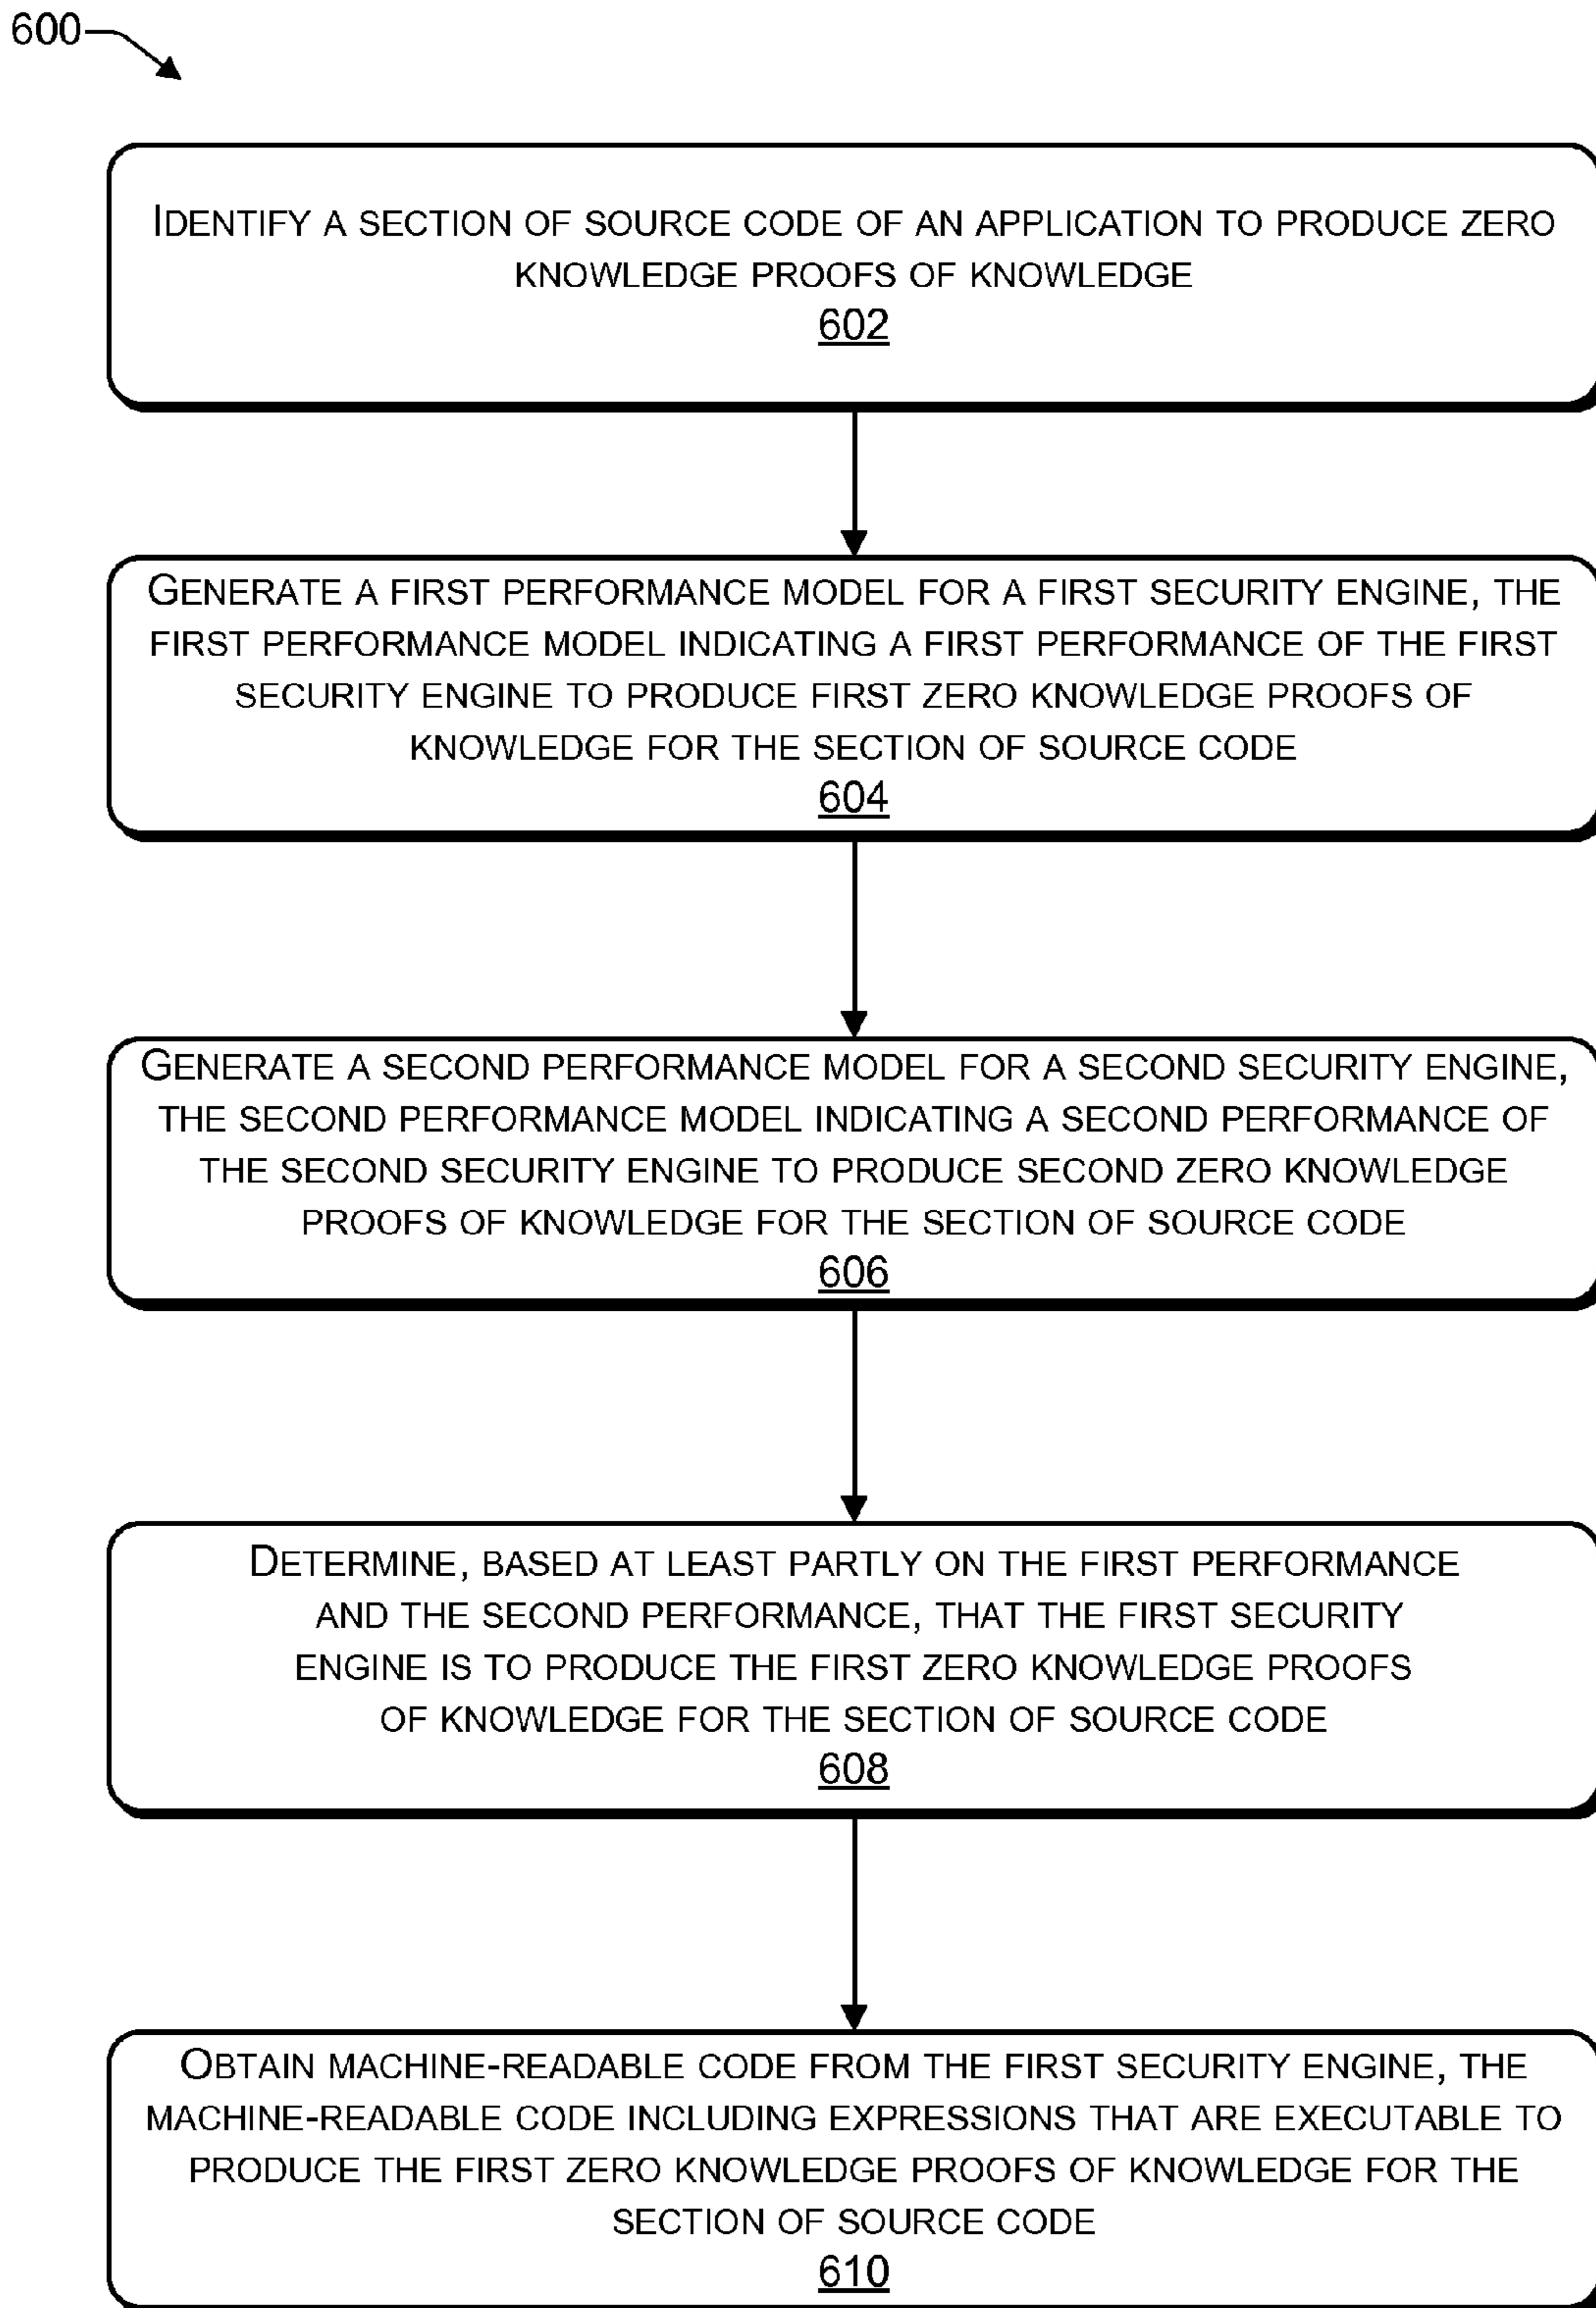 600
IDENTIFY A SECTION OF SOURCE CODE OF AN APPLICATION TO PRODUCE ZERO
KNOWLEDGE PROOFS OF KNOWLEDGE
602
GENERATE A FIRST PERFORMANCE MODEL FOR A FIRST SECURITY ENGINE, THE
FIRST PERFORMANCE MODEL INDICATING A FIRST PERFORMANCE OF THE FIRST
SECURITY ENGINE TO PRODUCE FIRST ZERO KNOWLEDGE PROOFS OF
KNOWLEDGE FOR THE SECTION OF SOURCE CODE
604
GENERATE A SECOND PERFORMANCE MODEL FOR A SECOND SECURITY ENGINE,
THE SECOND PERFORMANCE MODEL INDICATING A SECOND PERFORMANCE OF
THE SECOND SECURITY ENGINE TO PRODUCE SECOND ZERO KNOWLEDGE
PROOFS OF KNOWLEDGE FOR THE SECTION OF SOURCE CODE
606
DETERMINE, BASED AT LEAST PARTLY ON THE FIRST PERFORMANCE
AND THE SECOND PERFORMANCE, THAT THE FIRST SECURITY
ENGINE IS TO PRODUCE THE FIRST ZERO KNOWLEDGE PROOFS
OF KNOWLEDGE FOR THE SECTION OF SOURCE CODE
608
OBTAIN MACHINE-READABLE CODE FROM THE FIRST SECURITY ENGINE, THE
MACHINE-READABLE CODE INCLUDING EXPRESSIONS THAT ARE EXECUTABLE TO
PRODUCE THE FIRST ZERO KNOWLEDGE PROOFS OF KNOWLEDGE FOR THE
SECTION OF SOURCE CODE
610